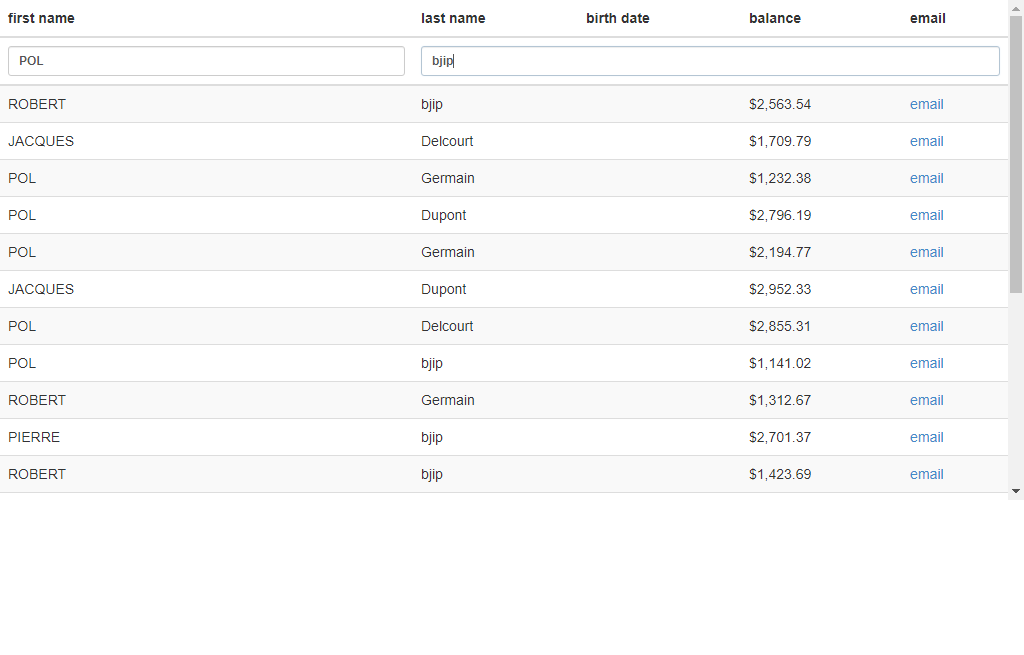 first name last name birth date balance email
POL bjip
ROBERT bjip $2,563.54 email
JACQUES Delcourt $1,709.79 email
POL Germain $1,232.38 email
POL Dupont $2,796.19 email
POL Germain $2,194.77 email
JACQUES Dupont $2,952.33 email
POL Delcourt $2,855.31 email
POL bjip $1,141.02 email
ROBERT Germain $1,312.67 email
PIERRE bjip $2,701.37 email
ROBERT bjip $1,423.69 email